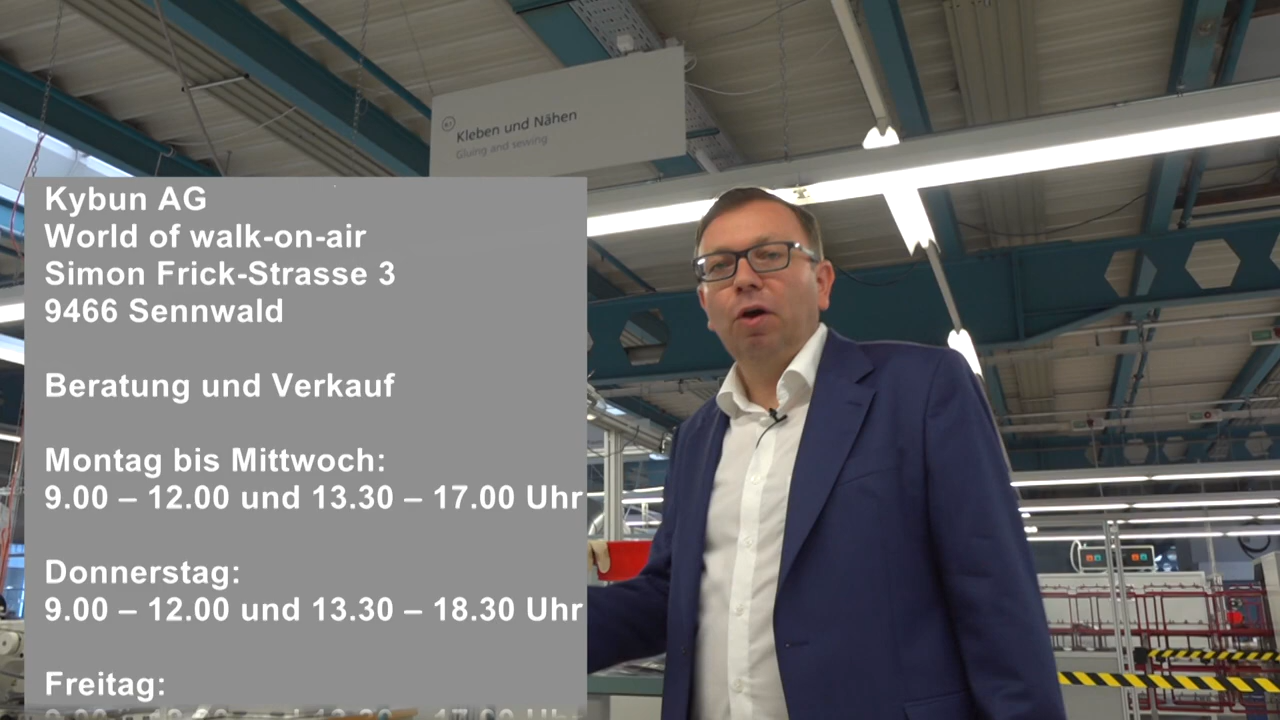 Kleben und Nähen
Gluing and sewing
Kybun AG
World of walk-on-air
Simon Frick-Strasse 3
9466 Sennwald
Beratung und Verkauf
Montag bis Mittwoch:
9.00 – 12.00 und 13.30 – 17.00 Uhr
Donnerstag:
9.00 – 12.00 und 13.30 – 18.30 Uhr
Freitag: